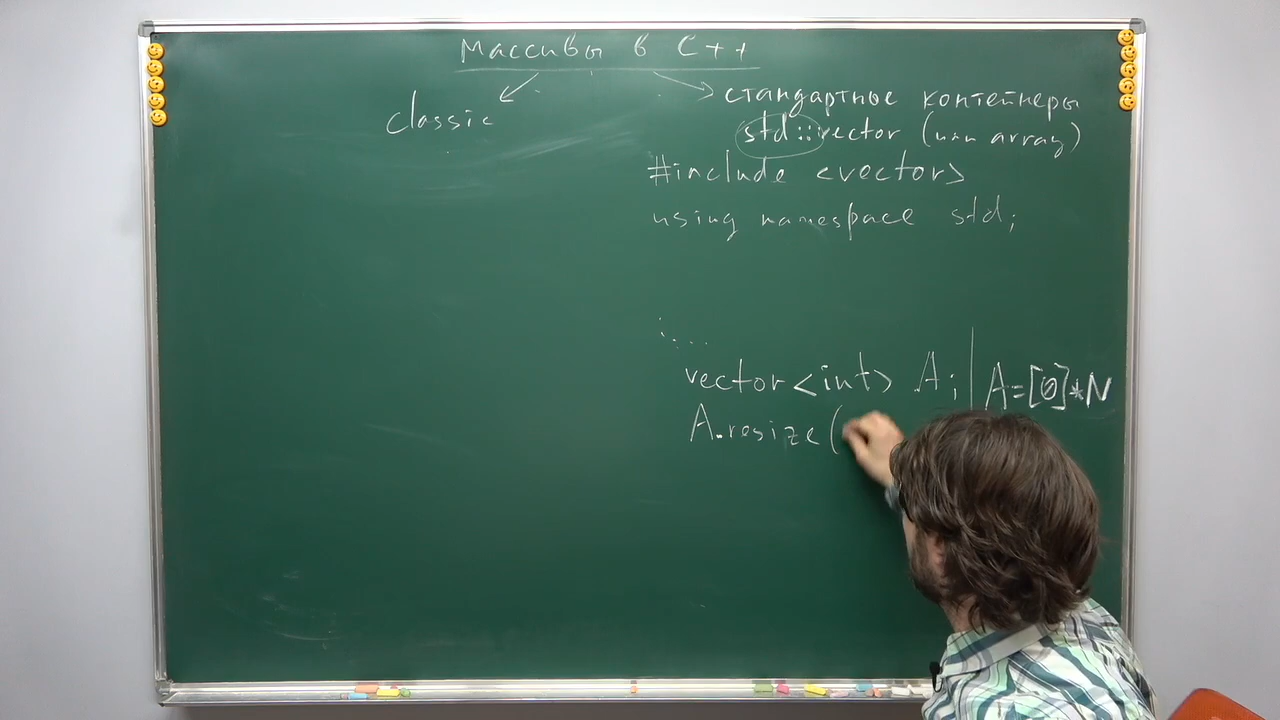 Массивы в C++
classic
стандартные контейнеры
std::vector (или array)
#include <vector>
using namespace std;
....
vector<int> A; | A=[0]*N
A.resize(